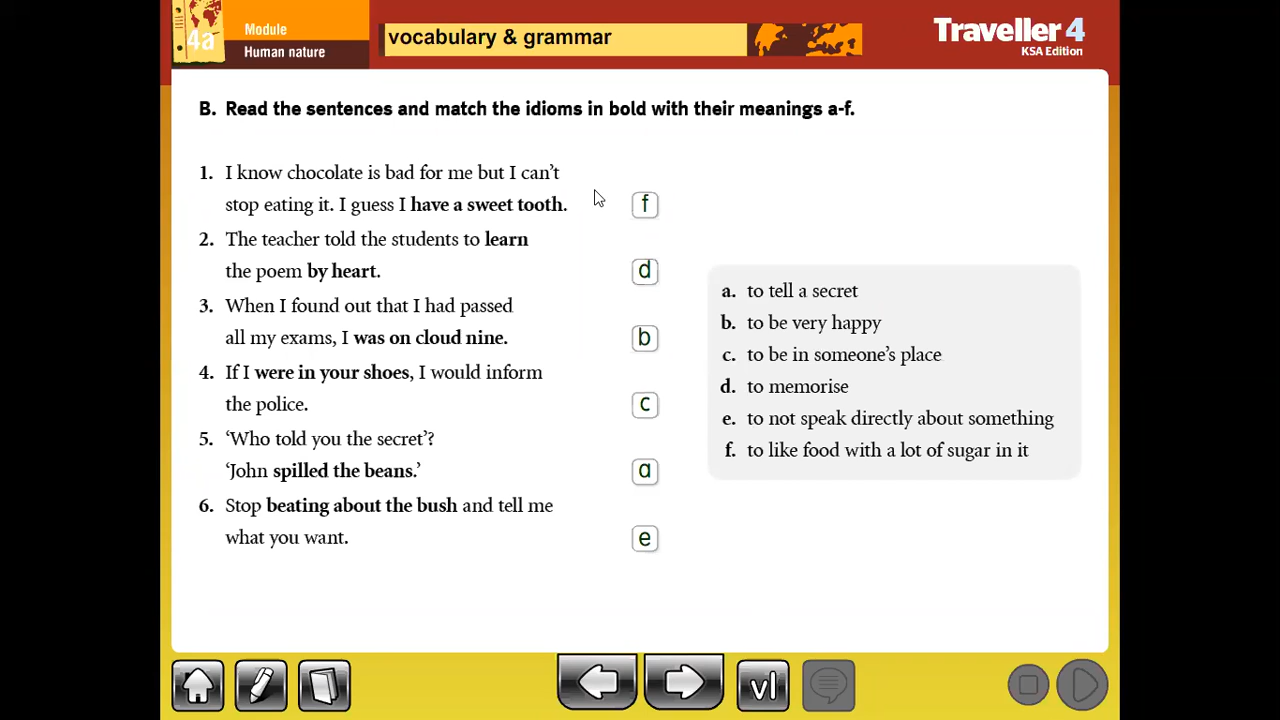 4a
Module
Human nature
vocabulary & grammar
Traveller 4
KSA Edition
B. Read the sentences and match the idioms in bold with their meanings a-f.
1. I know chocolate is bad for me but I can’t
stop eating it. I guess I have a sweet tooth. f
2. The teacher told the students to learn
the poem by heart. d
3. When I found out that I had passed
all my exams, I was on cloud nine. b
4. If I were in your shoes, I would inform
the police. c
5. ‘Who told you the secret’?
‘John spilled the beans.’ a
6. Stop beating about the bush and tell me
what you want. e
a. to tell a secret
b. to be very happy
c. to be in someone’s place
d. to memorise
e. to not speak directly about something
f. to like food with a lot of sugar in it
vl